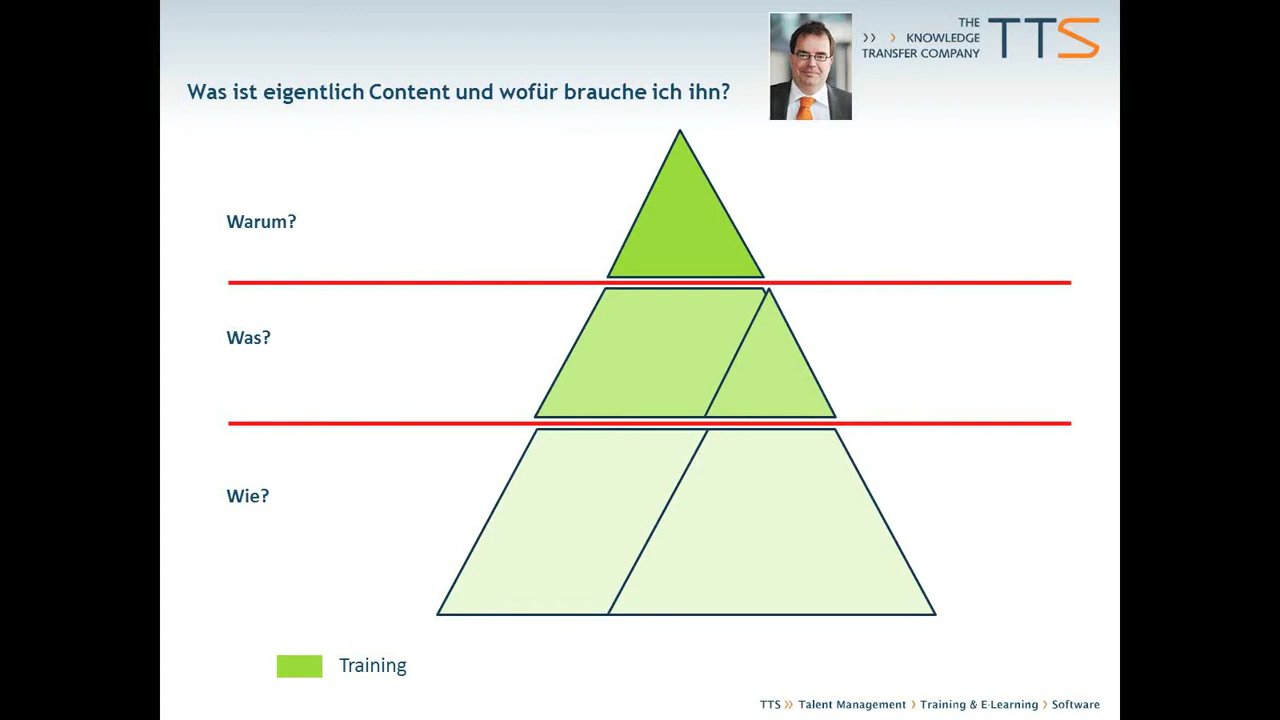 THE
›› › KNOWLEDGE
TRANSFER COMPANY
TTS
Was ist eigentlich Content und wofür brauche ich ihn?
Warum?
Was?
Wie?
Training
TTS ›› Talent Management › Training & E-Learning › Software